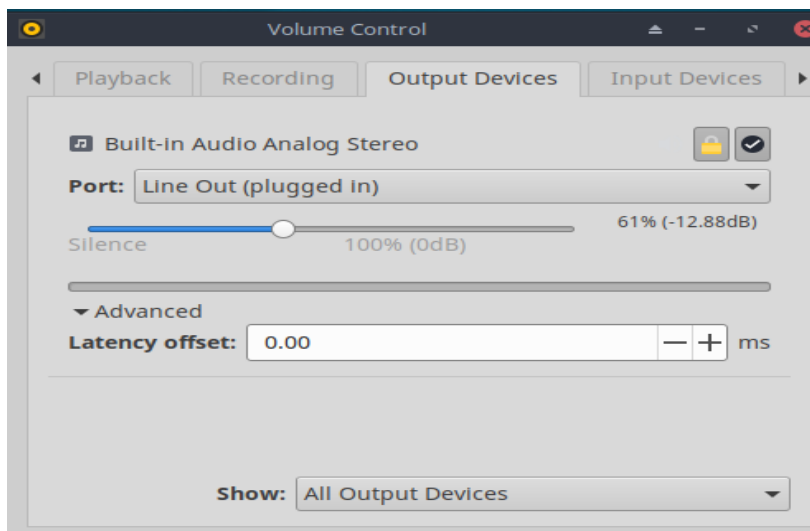 Volume Control
Playback Recording Output Devices Input Devices
Built-in Audio Analog Stereo
Port: Line Out (plugged in)
61% (-12.88dB)
Silence 100% (0dB)
Advanced
Latency offset: 0.00 ms
Show: All Output Devices